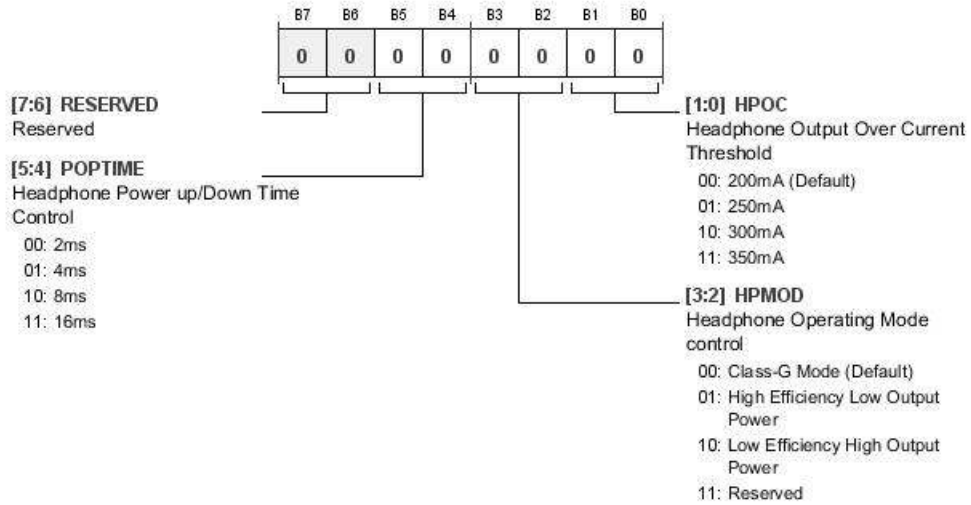 B7 B6 B5 B4 B3 B2 B1 B0
0 0 0 0 0 0 0 0
[7:6] RESERVED
Reserved
[5:4] POPTIME
Headphone Power up/Down Time
Control
00: 2ms
01: 4ms
10: 8ms
11: 16ms
[1:0] HPOC
Headphone Output Over Current
Threshold
00: 200mA (Default)
01: 250mA
10: 300mA
11: 350mA
[3:2] HPMOD
Headphone Operating Mode
control
00: Class-G Mode (Default)
01: High Efficiency Low Output
Power
10: Low Efficiency High Output
Power
11: Reserved